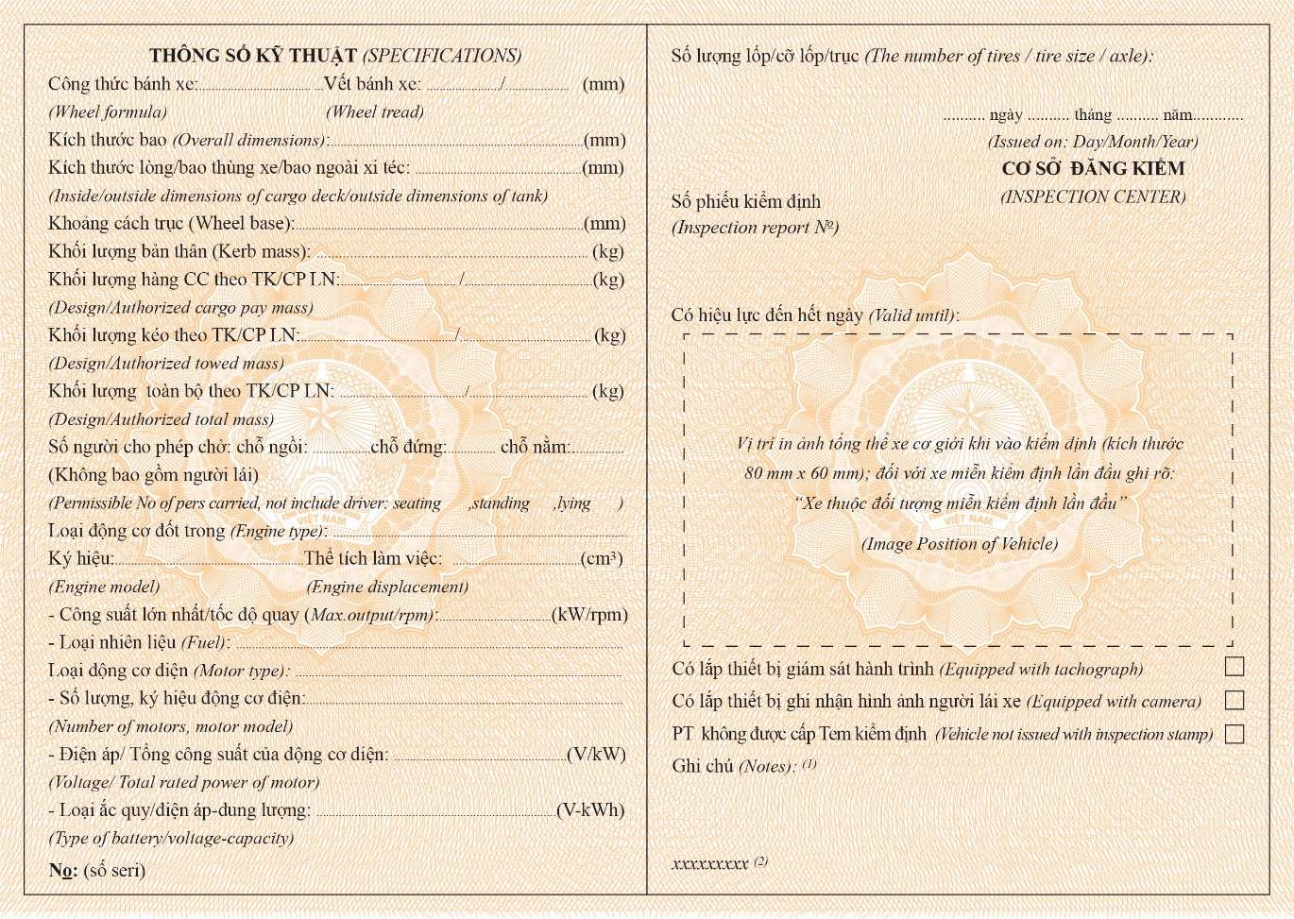 THÔNG SỐ KỸ THUẬT (SPECIFICATIONS)
Công thức bánh xe:.......................... Vết bánh xe: ................../................ (mm)
(Wheel formula) (Wheel tread)
Kích thước bao (Overall dimensions):..............................(mm)
Kích thước lòng/bao thùng xe/bao ngoài xi téc: ..............................(mm)
(Inside/outside dimensions of cargo deck/outside dimensions of tank)
Khoảng cách trục (Wheel base):..............................(mm)
Khối lượng bản thân (Kerb mass): .............................. (kg)
Khối lượng hàng CC theo TK/CP LN:............................../.............................. (kg)
(Design/Authorized cargo pay mass)
Khối lượng kéo theo TK/CP LN:............................../.............................. (kg)
(Design/Authorized towed mass)
Khối lượng toàn bộ theo TK/CP LN: ............................../.............................. (kg)
(Design/Authorized total mass)
Số người cho phép chở: chỗ ngồi: ..............chỗ đứng:............ chỗ nằm:.............
(Không bao gồm người lái)
(Permissible No of pers carried, not include driver: seating ,standing ,lying )
Loại động cơ đốt trong (Engine type): ..............................
Ký hiệu:..............................Thể tích làm việc: ..............................(cm³)
(Engine model) (Engine displacement)
- Công suất lớn nhất/tốc độ quay (Max.output/rpm):..............................(kW/rpm)
- Loại nhiên liệu (Fuel): ..............................
Loại động cơ điện (Motor type): ..............................
- Số lượng, ký hiệu động cơ điện:..............................
(Number of motors, motor model)
- Điện áp/ Tổng công suất của động cơ điện: ..............................(V/kW)
(Voltage/ Total rated power of motor)
- Loại ắc quy/điện áp-dung lượng: ..............................(V-kWh)
(Type of battery/voltage-capacity)
No: (số seri)
VIỆT NAM
Số lượng lốp/cỡ lốp/trục (The number of tires / tire size / axle):
.......... ngày .......... tháng .......... năm............
(Issued on: Day/Month/Year)
CƠ SỞ ĐĂNG KIỂM
(INSPECTION CENTER)
Số phiếu kiểm định
(Inspection report Nº)
Có hiệu lực đến hết ngày (Valid until):
Vị trí in ảnh tổng thể xe cơ giới khi vào kiểm định (kích thước
80 mm x 60 mm); đối với xe miễn kiểm định lần đầu ghi rõ:
“Xe thuộc đối tượng miễn kiểm định lần đầu”
VIỆT NAM
(Image Position of Vehicle)
Có lắp thiết bị giám sát hành trình (Equipped with tachograph)
Có lắp thiết bị ghi nhận hình ảnh người lái xe (Equipped with camera)
PT không được cấp Tem kiểm định (Vehicle not issued with inspection stamp)
Ghi chú (Notes): (1)
xxxxxxxxx (2)